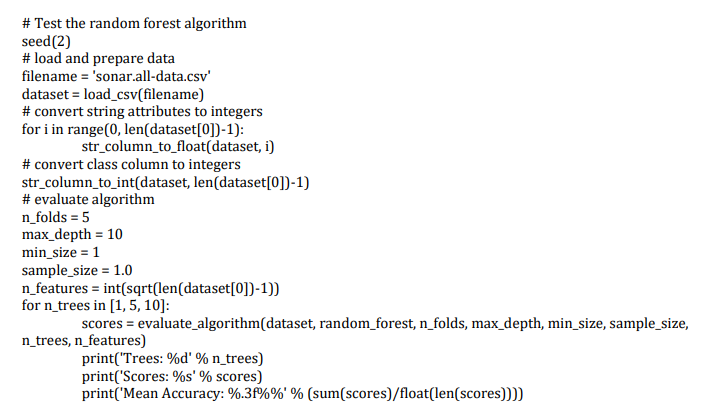 # Test the random forest algorithm
seed(2)
# load and prepare data
filename = 'sonar.all-data.csv'
dataset = load_csv(filename)
# convert string attributes to integers
for i in range(0, len(dataset[0])-1):
str_column_to_float(dataset, i)
# convert class column to integers
str_column_to_int(dataset, len(dataset[0])-1)
# evaluate algorithm
n_folds = 5
max_depth = 10
min_size = 1
sample_size = 1.0
n_features = int(sqrt(len(dataset[0])-1))
for n_trees in [1, 5, 10]:
scores = evaluate_algorithm(dataset, random_forest, n_folds, max_depth, min_size, sample_size,
n_trees, n_features)
print('Trees: %d' % n_trees)
print('Scores: %s' % scores)
print('Mean Accuracy: %.3f%%' % (sum(scores)/float(len(scores))))